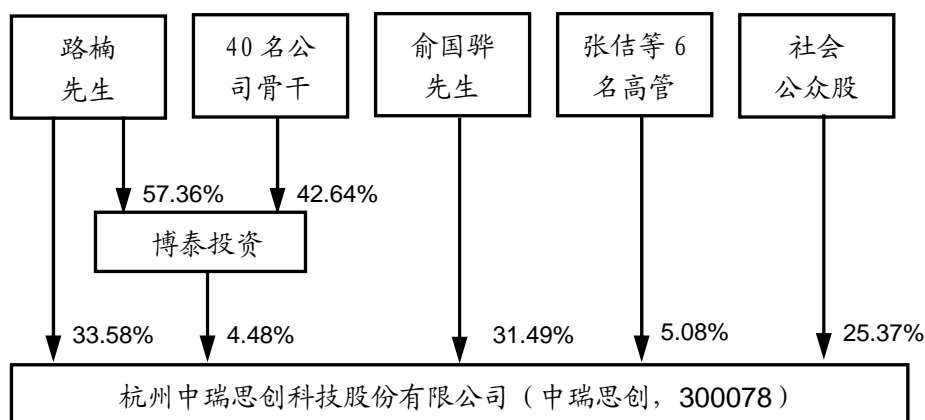 路楠
先生
40 名公
司骨干
俞国骅
先生
张佶等 6
名高管
社会
公众股
57.36%
42.64%
博泰投资
33.58%
4.48%
31.49%
5.08%
25.37%
杭州中瑞思创科技股份有限公司（中瑞思创，300078）